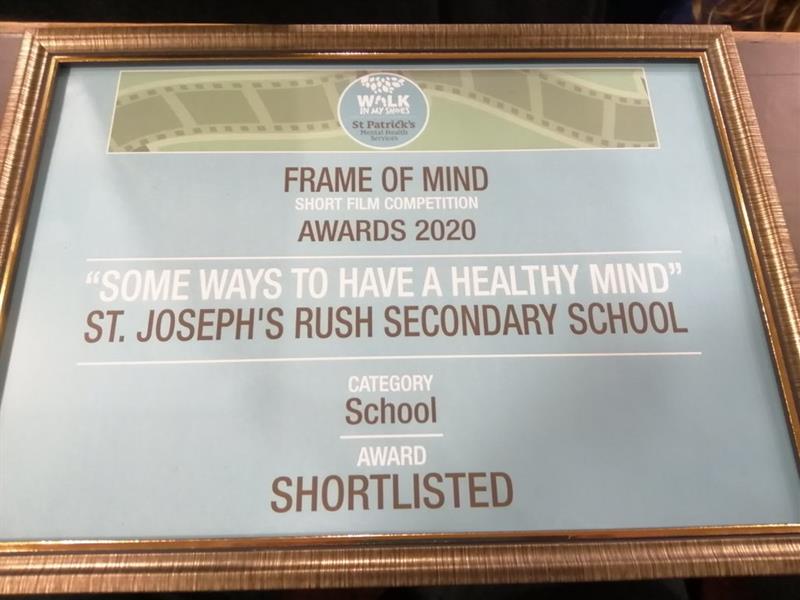 WALK
IN MY SHOES
St Patrick's
Mental Health
Services
FRAME OF MIND
SHORT FILM COMPETITION
AWARDS 2020
“SOME WAYS TO HAVE A HEALTHY MIND”
ST. JOSEPH'S RUSH SECONDARY SCHOOL
CATEGORY
School
AWARD
SHORTLISTED